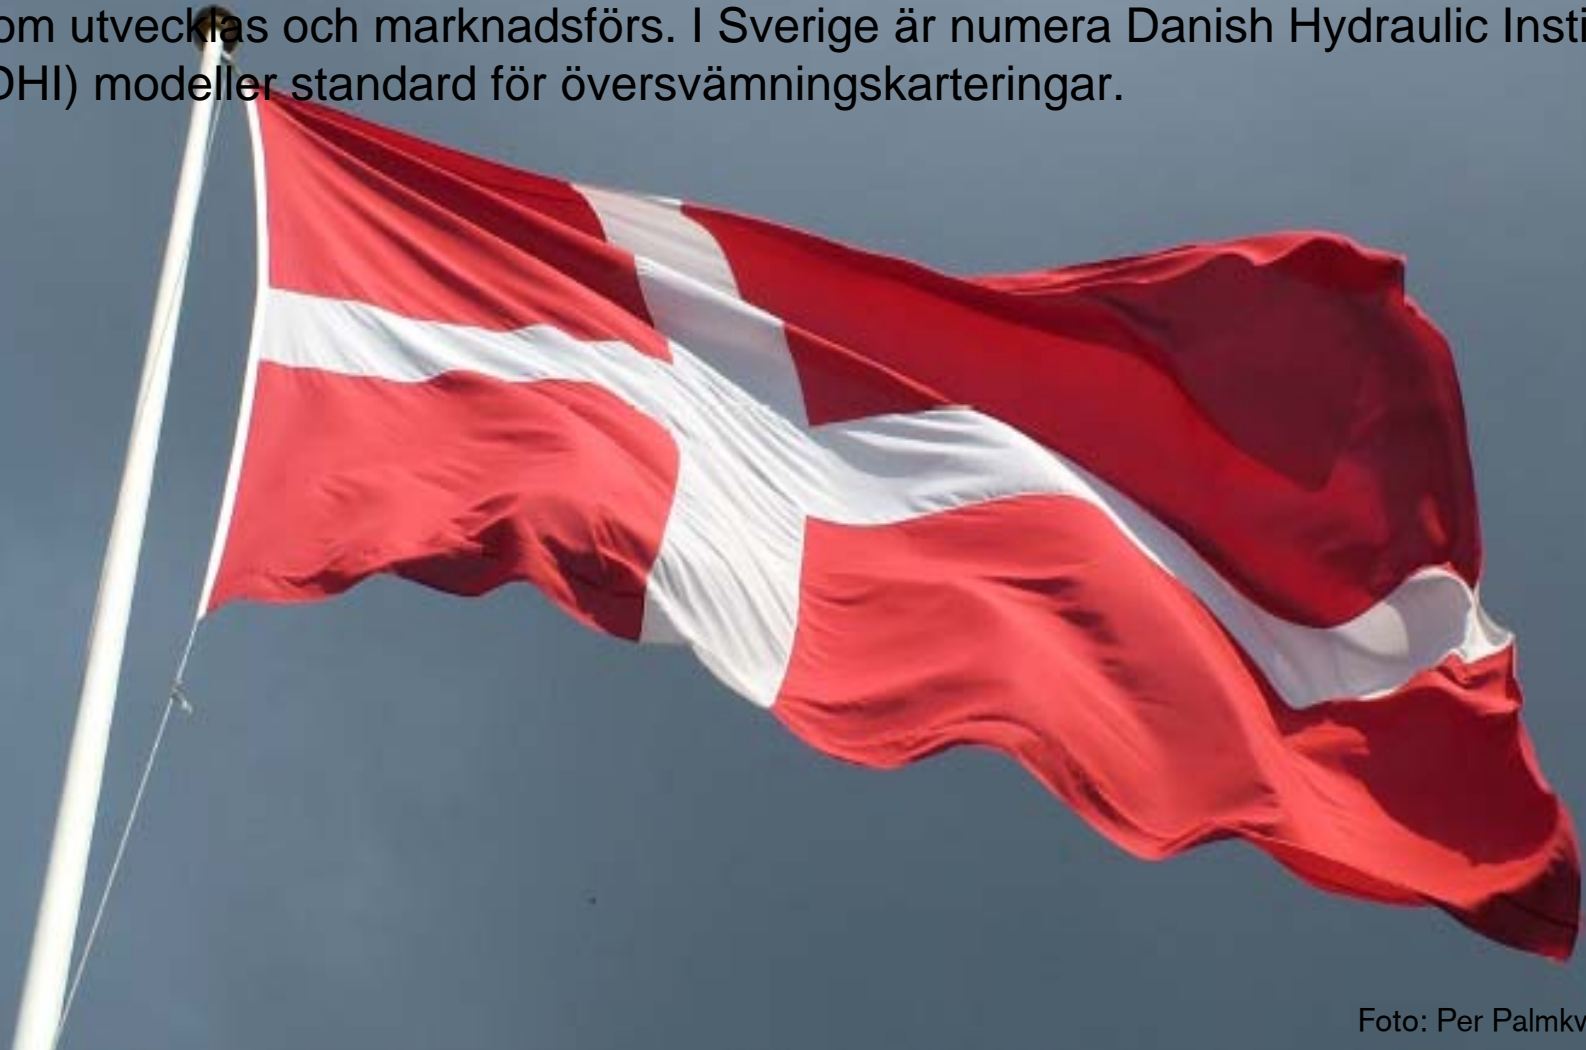 om utvecklas och marknadsförs. I Sverige är numera Danish Hydraulic Insti
DHI) modeller standard för översvämningskarteringar.
Foto: Per Palmkv